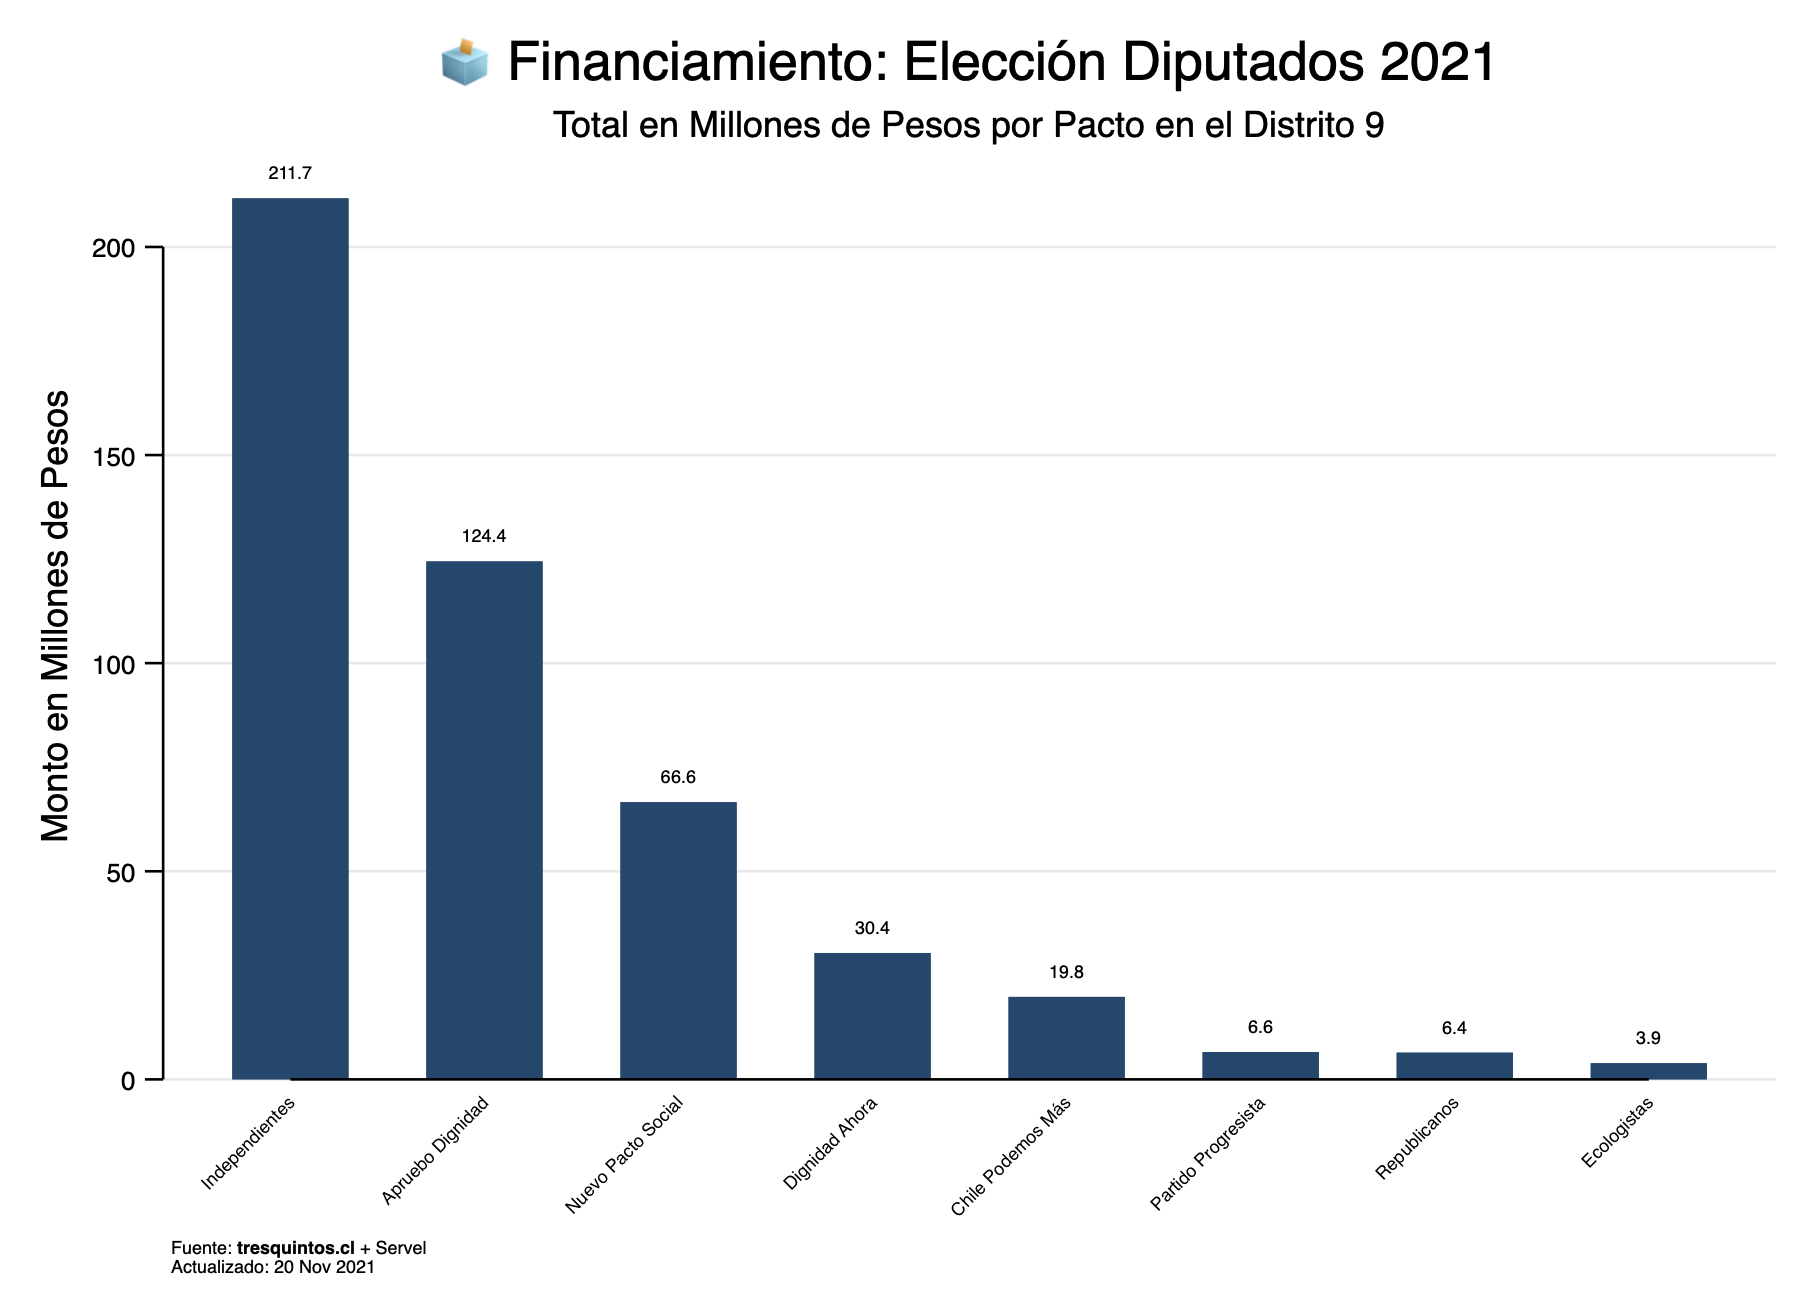 Financiamiento: Elección Diputados 2021
Total en Millones de Pesos por Pacto en el Distrito 9
Monto en Millones de Pesos
200
150
100
50
0
211.7
124.4
66.6
30.4
19.8
6.6
6.4
3.9
Independientes
Apruebo Dignidad
Nuevo Pacto Social
Dignidad Ahora
Chile Podemos Más
Partido Progresista
Republicanos
Ecologistas
Fuente: tresquintos.cl + Servel
Actualizado: 20 Nov 2021